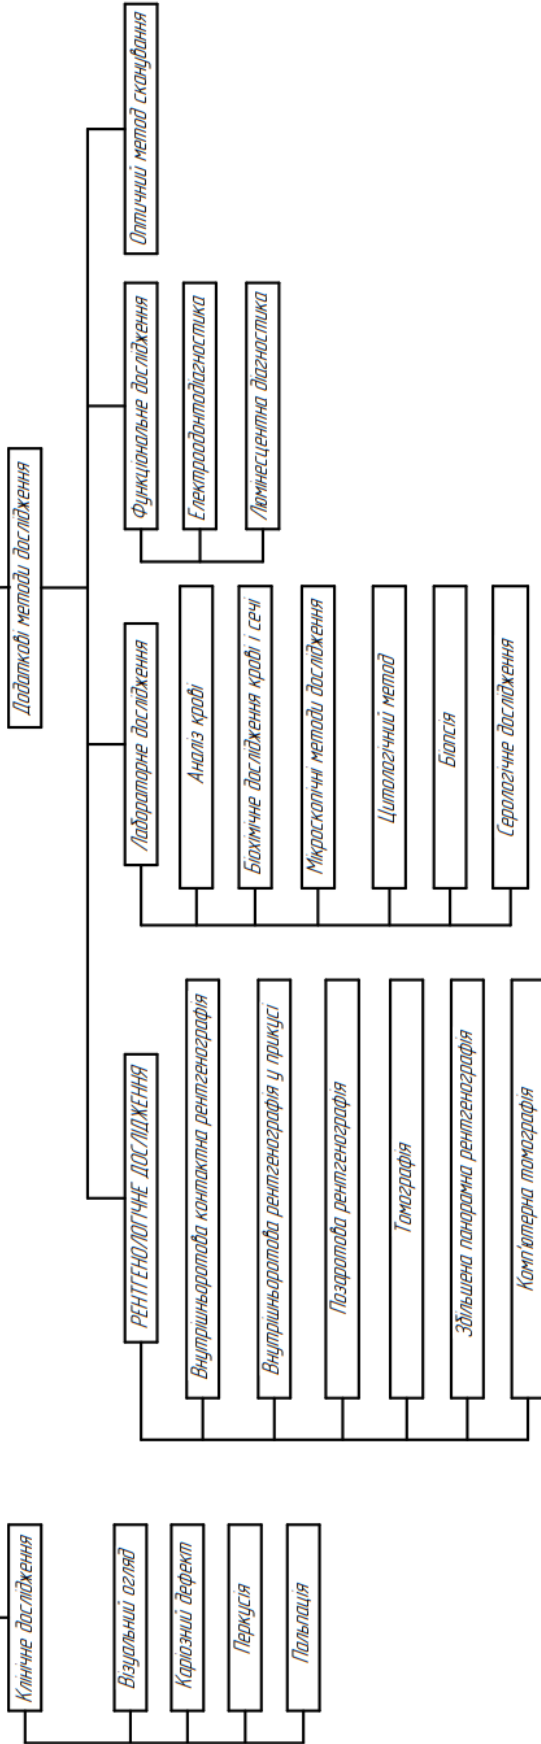 Клінічне дослідження
Візуальний огляд
Каріозний дефект
Перкусія
Пальпація
Додаткові методи дослідження
РЕНТГЕНОЛОГІЧНЕ ДОСЛІДЖЕННЯ
Внутрішньоротова контактна рентгенографія
Внутрішньоротова рентгенографія у прикусі
Позаротова рентгенографія
Томографія
Збільшена панорамна рентгенографія
Комп'ютерна томографія
Лабораторне дослідження
Аналіз крові
Біохімічне дослідження крові і сечі
Мікроскопічні методи дослідження
Цитологічний метод
Біопсія
Серологічне дослідження
Функціональне дослідження
Електроодонтодіагностика
Люмінесцентна діагностика
Оптичний метод сканування